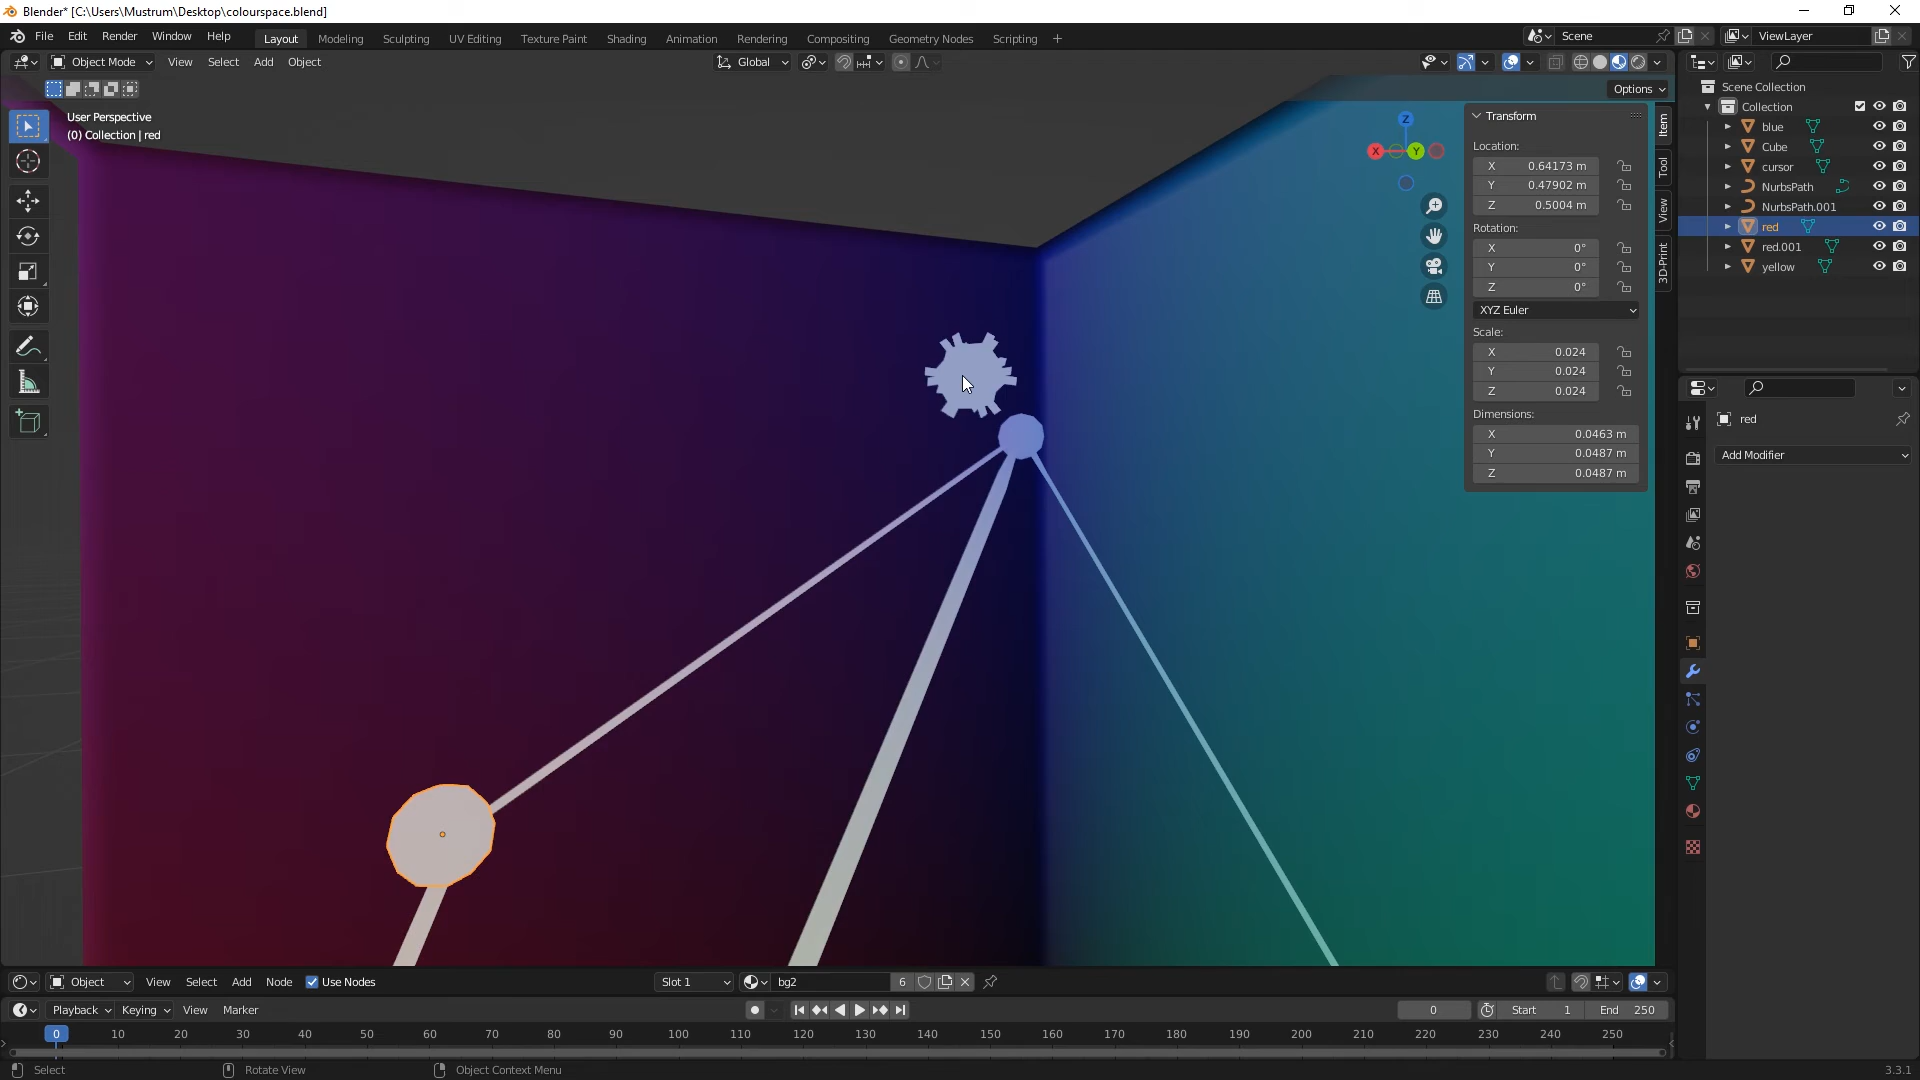 Blender* [C:\Users\Mustrum\Desktop\colourspace.blend]
File Edit Render Window Help Layout Modeling Sculpting UV Editing Texture Paint Shading Animation Rendering Compositing Geometry Nodes Scripting Scene ViewLayer
Object Mode View Select Add Object Global
Options
User Perspective
(0) Collection | red
Transform
Location:
X 0.64173 m
Y 0.47902 m
Z 0.5004 m
Rotation:
X 0°
Y 0°
Z 0°
XYZ Euler
Scale:
X 0.024
Y 0.024
Z 0.024
Dimensions:
X 0.0463 m
Y 0.0487 m
Z 0.0487 m
Item
Tool
View
3D-Print
Z
X
Y
Scene Collection
Collection
blue
Cube
cursor
NurbsPath
NurbsPath.001
red
red.001
yellow
red
Add Modifier
Object View Select Add Node Use Nodes Slot 1 bg2 6
Playback Keying View Marker 0 Start 1 End 250
0 10 20 30 40 50 60 70 80 90 100 110 120 130 140 150 160 170 180 190 200 210 220 230 240 250
Select Rotate View Object Context Menu 3.3.1